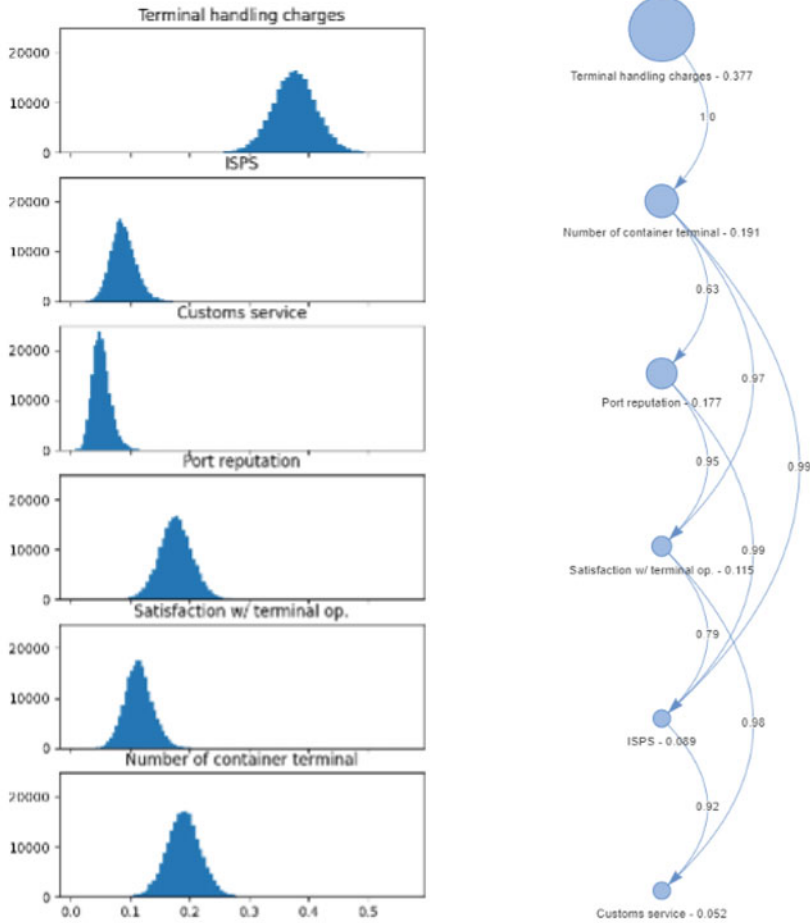 Terminal handling charges
20000
10000
0
ISPS
20000
10000
0
Customs service
20000
10000
0
Port reputation
20000
10000
0
Satisfaction w/ terminal op.
20000
10000
0
Number of container terminal
20000
10000
0
0.0 0.1 0.2 0.3 0.4 0.5
Terminal handling charges - 0.377
1.0
Number of container terminal - 0.191
0.63
0.97
Port reputation - 0.177
0.95
0.99
0.99
Satisfaction w/ terminal op. - 0.115
0.79
0.98
ISPS - 0.089
0.92
Customs service - 0.052